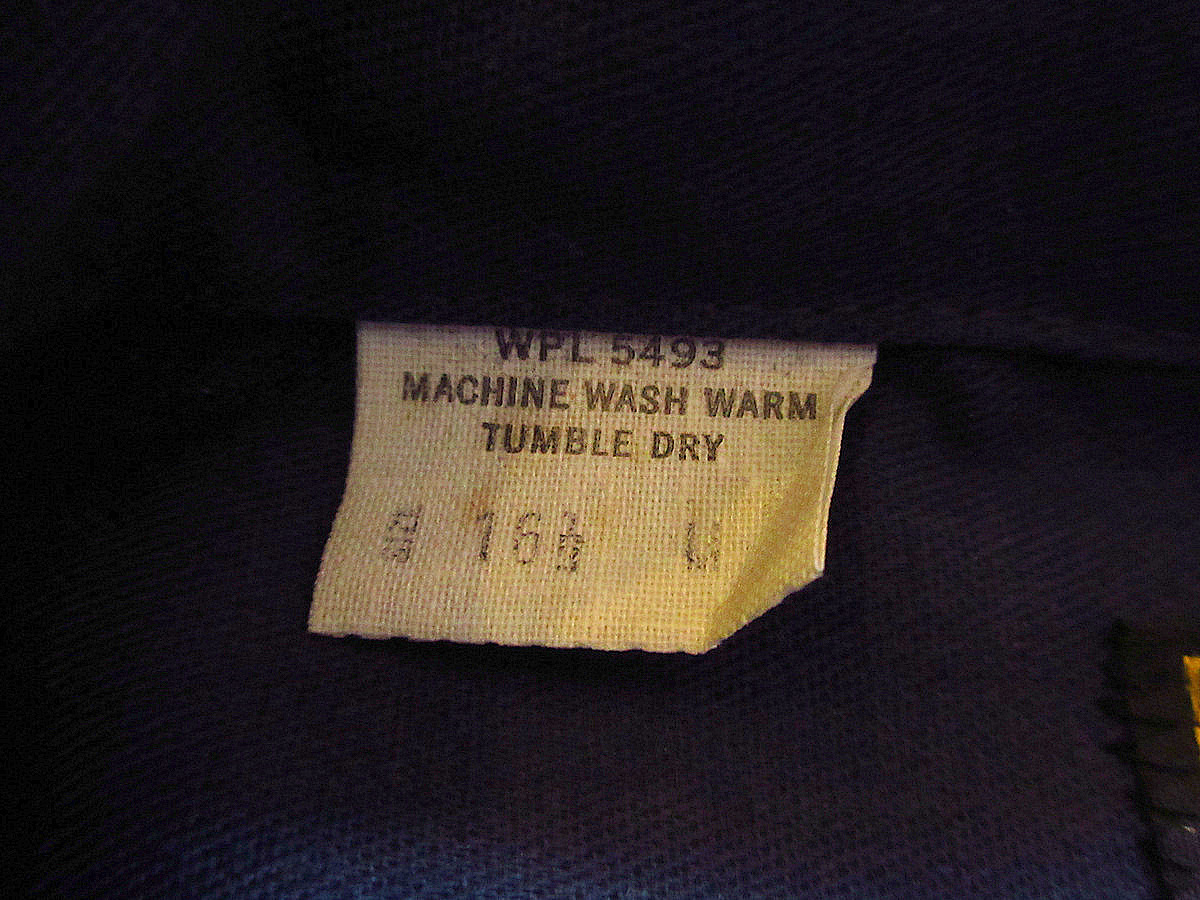 WPL 5493
MACHINE WASH WARM
TUMBLE DRY
16½